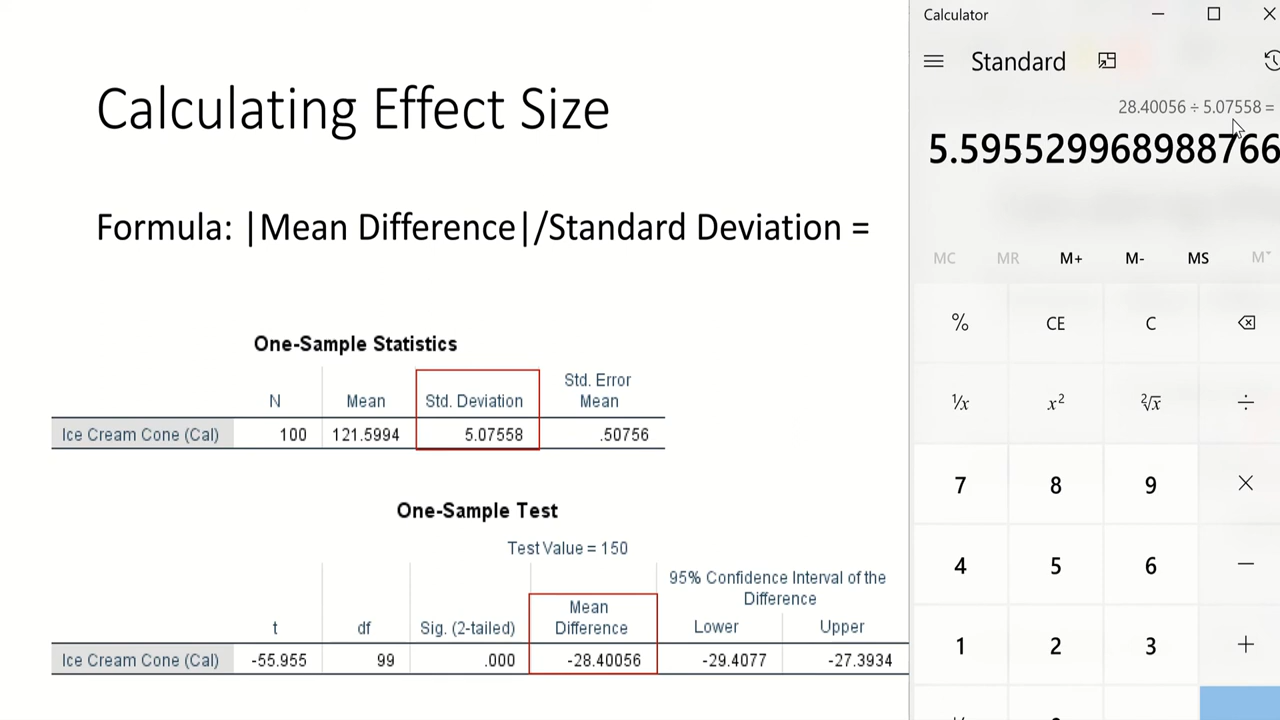 Calculating Effect Size
Formula: |Mean Difference|/Standard Deviation =
One-Sample Statistics
N Mean Std. Deviation Std. Error Mean
Ice Cream Cone (Cal) 100 121.5994 5.07558 .50756
One-Sample Test
Test Value = 150
95% Confidence Interval of the Difference
t df Sig. (2-tailed) Mean Difference Lower Upper
Ice Cream Cone (Cal) -55.955 99 .000 -28.40056 -29.4077 -27.3934
Calculator
Standard
28.40056 ÷ 5.07558 =
5.595529968988766
MC MR M+ M- MS M˅
% CE C
¹/x x² ²√x ÷
7 8 9 ×
4 5 6 −
1 2 3 +